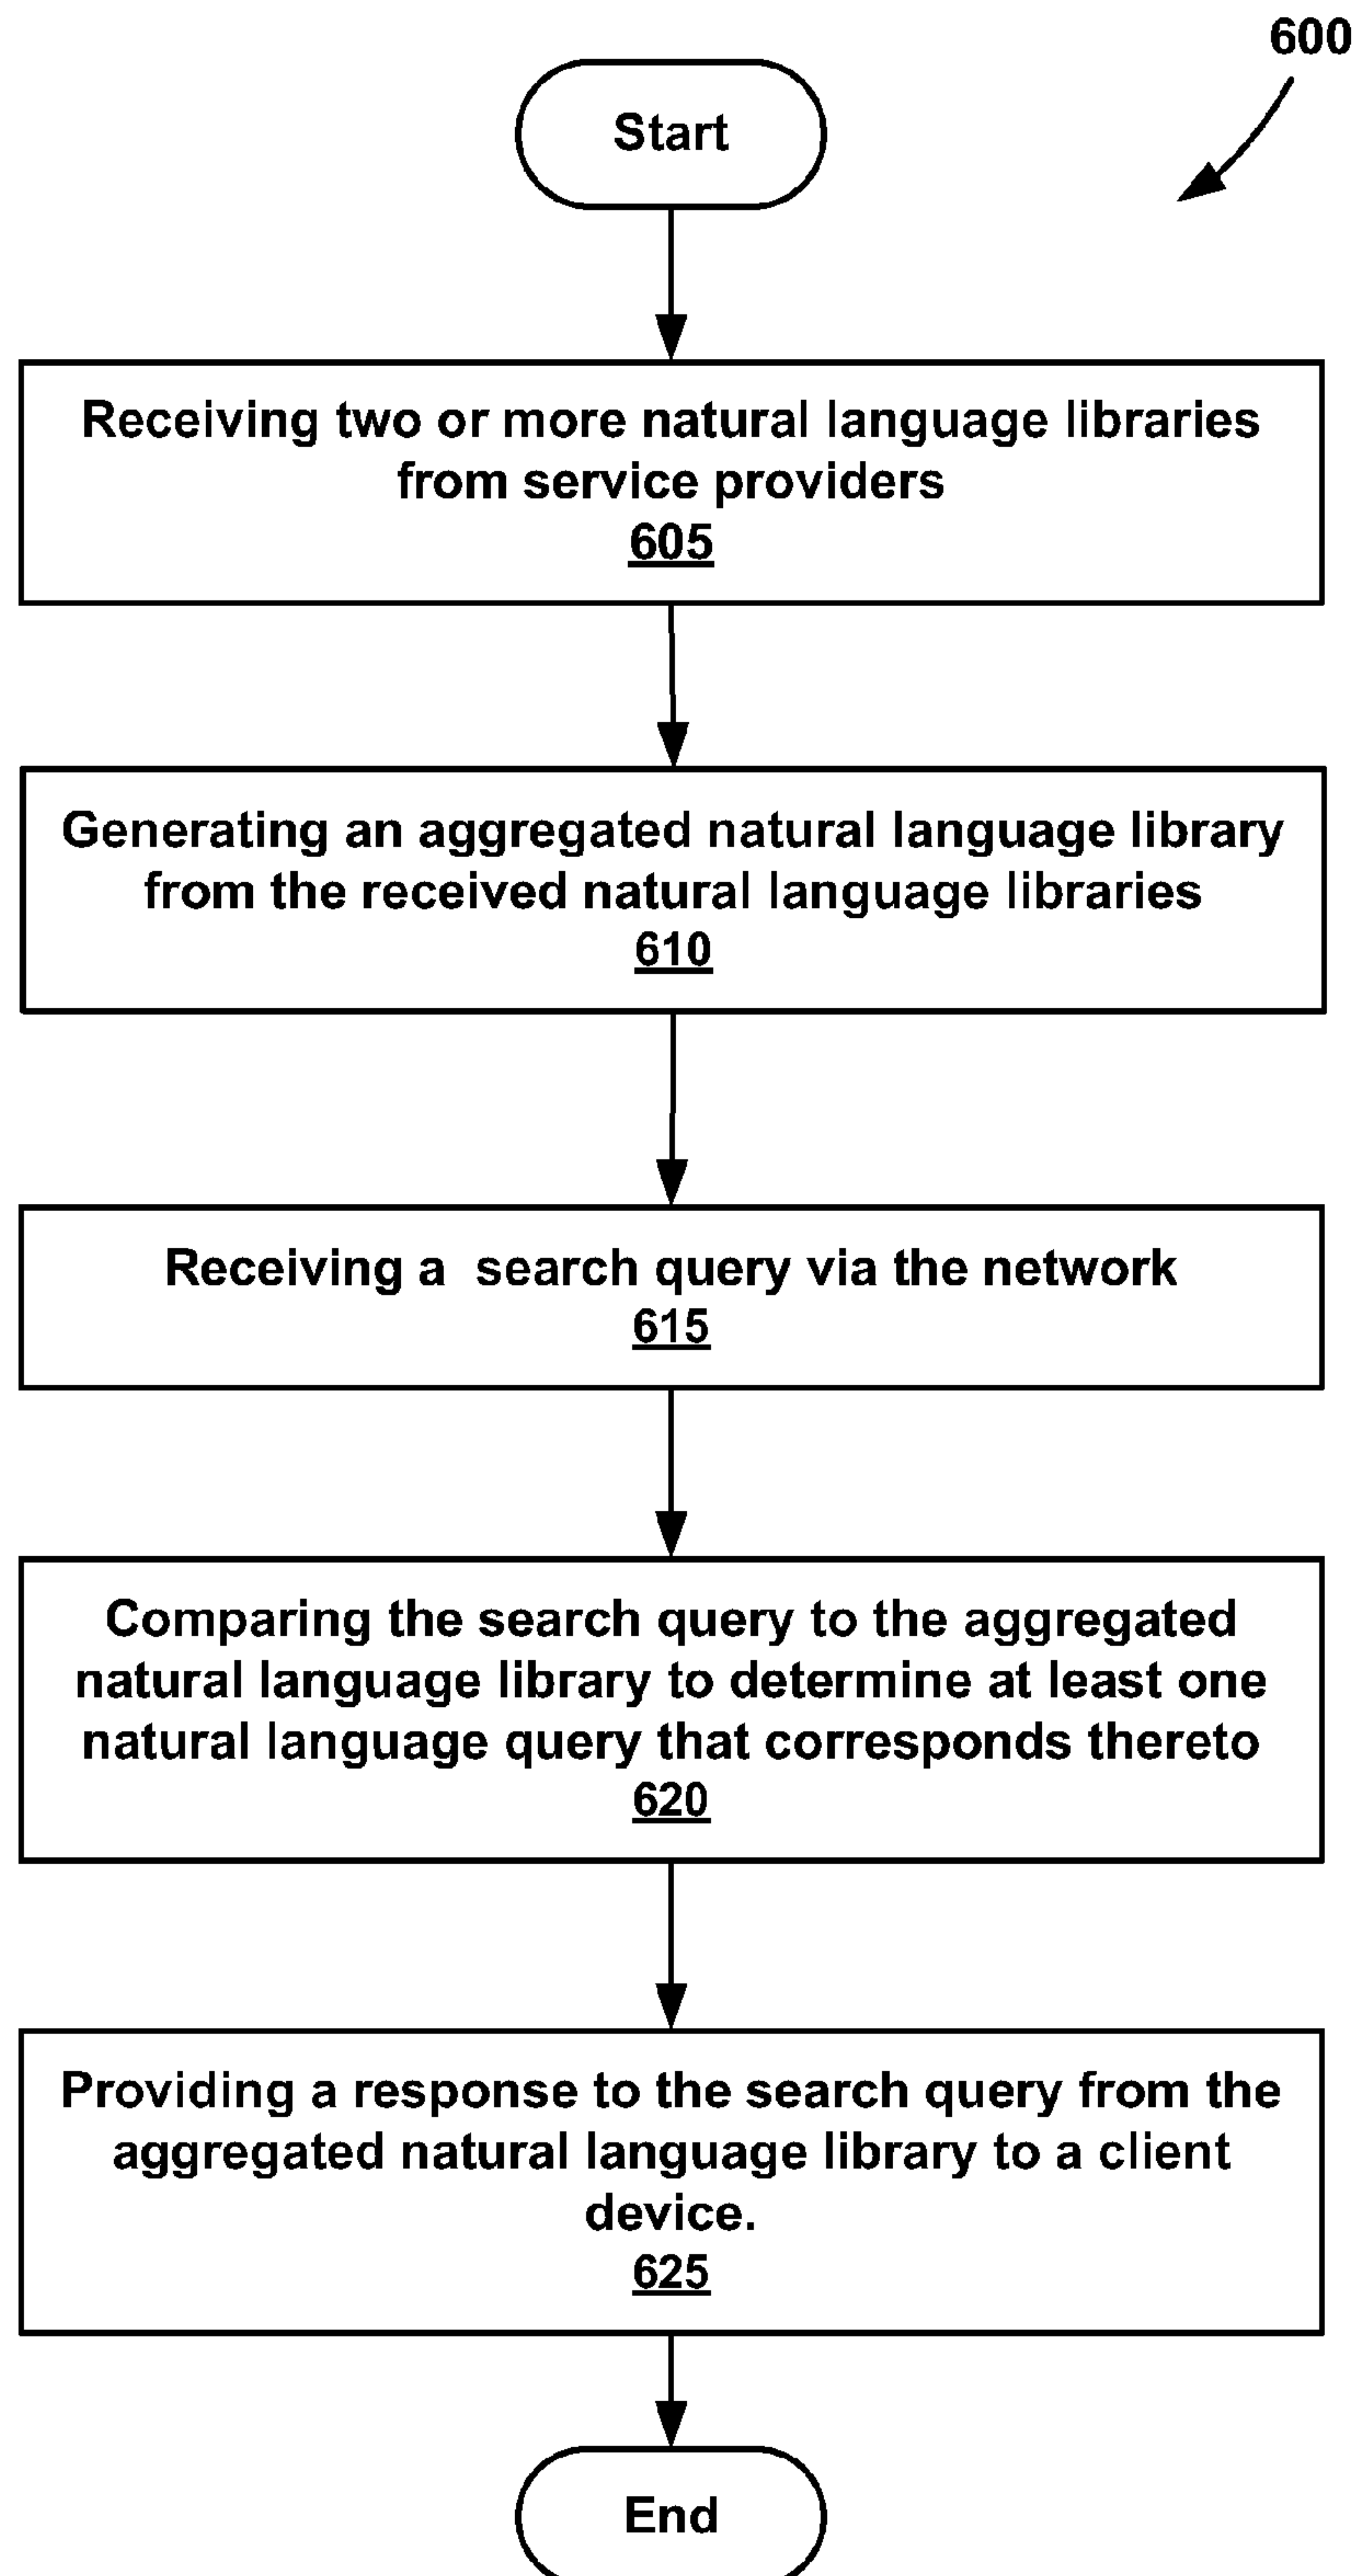 600
Start
Receiving two or more natural language libraries
from service providers
605
Generating an aggregated natural language library
from the received natural language libraries
610
Receiving a  search query via the network
615
Comparing the search query to the aggregated
natural language library to determine at least one
natural language query that corresponds thereto
620
Providing a response to the search query from the
aggregated natural language library to a client
device.
625
End